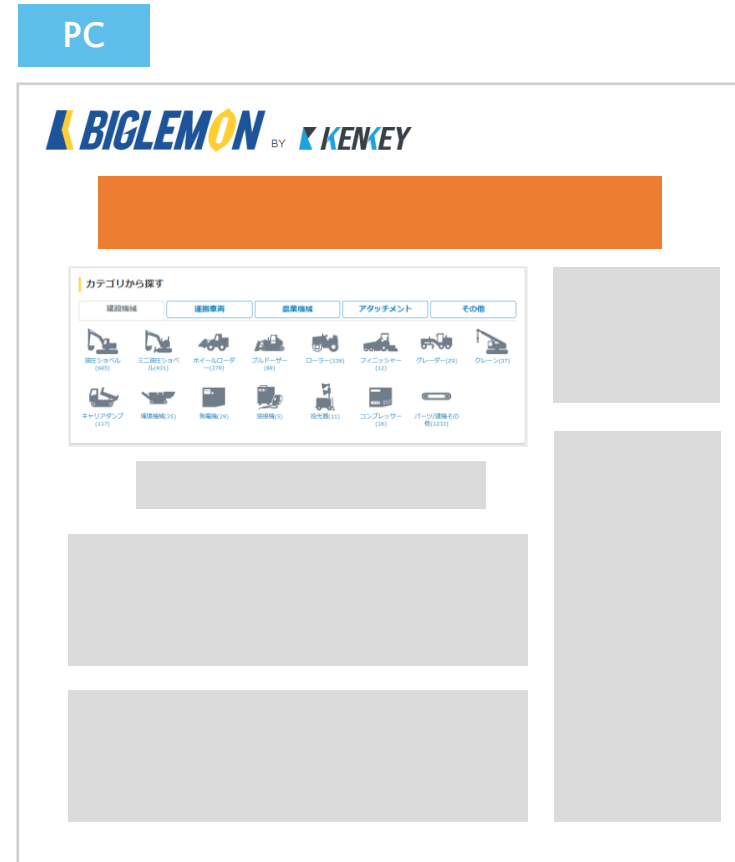 PC
BIGLEMON BY KENKEY
カテゴリから探す
建設機械 運搬車両 農業機械 アタッチメント その他
油圧ショベル(685) ミニ油圧ショベル(431) ホイールローダー(279) ブルドーザー(88) ローラー(136) フィニッシャー(12) グレーダー(29) クレーン(37)
キャリアダンプ(117) 環境機械(35) 発電機(29) 溶接機(5) 投光器(11) コンプレッサー(16) パーツ/建機その他(1233)